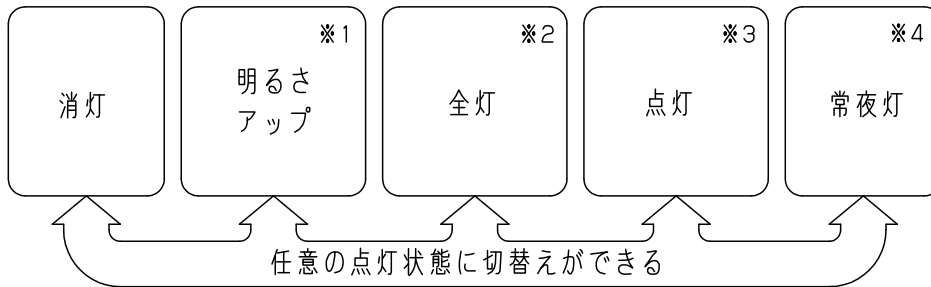 消灯
※1
明るさ
アップ
※2
全灯
※3
点灯
※4
常夜灯
任意の点灯状態に切替えができる